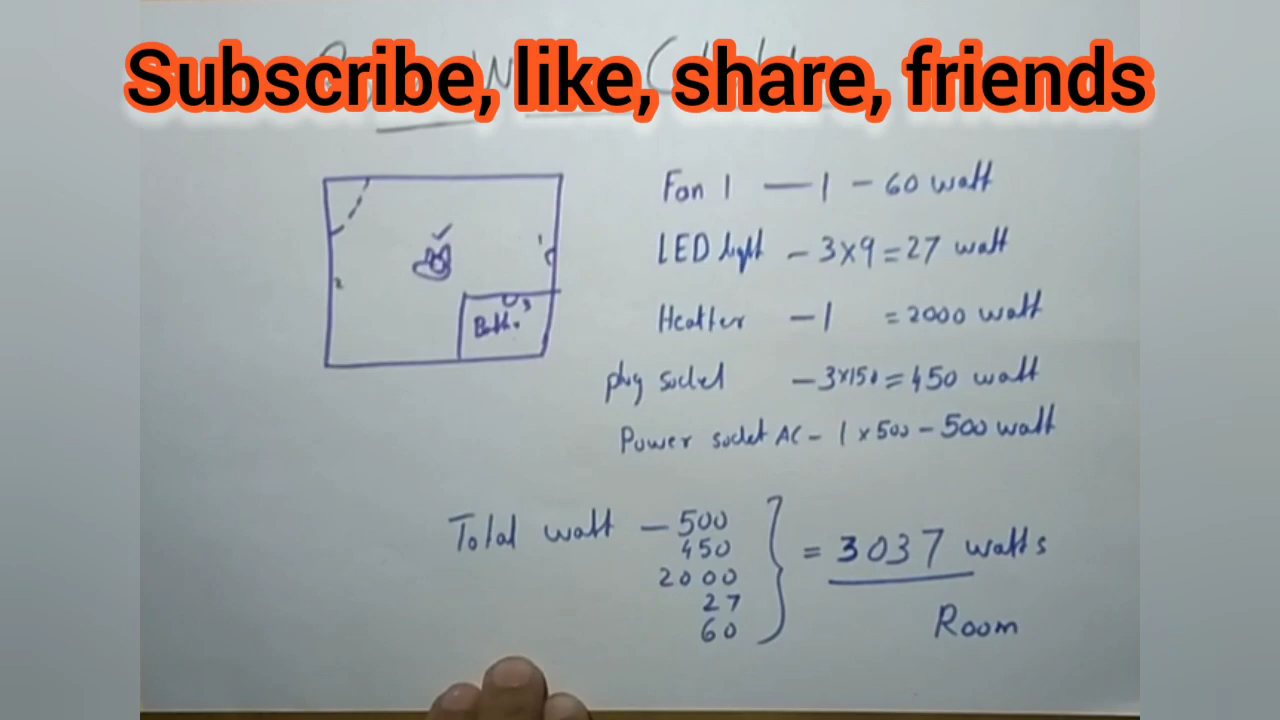 Subscribe, like, share, friends
Fan 1 — 1 – 60 watt
LED light – 3x9 = 27 watt
Heatter – 1 = 2000 watt
plug socket – 3x150 = 450 watt
Power socket AC – 1 x 500 – 500 watt
Bath.
Total watt – 500
450
2000
27
60
= 3037 watts
Room